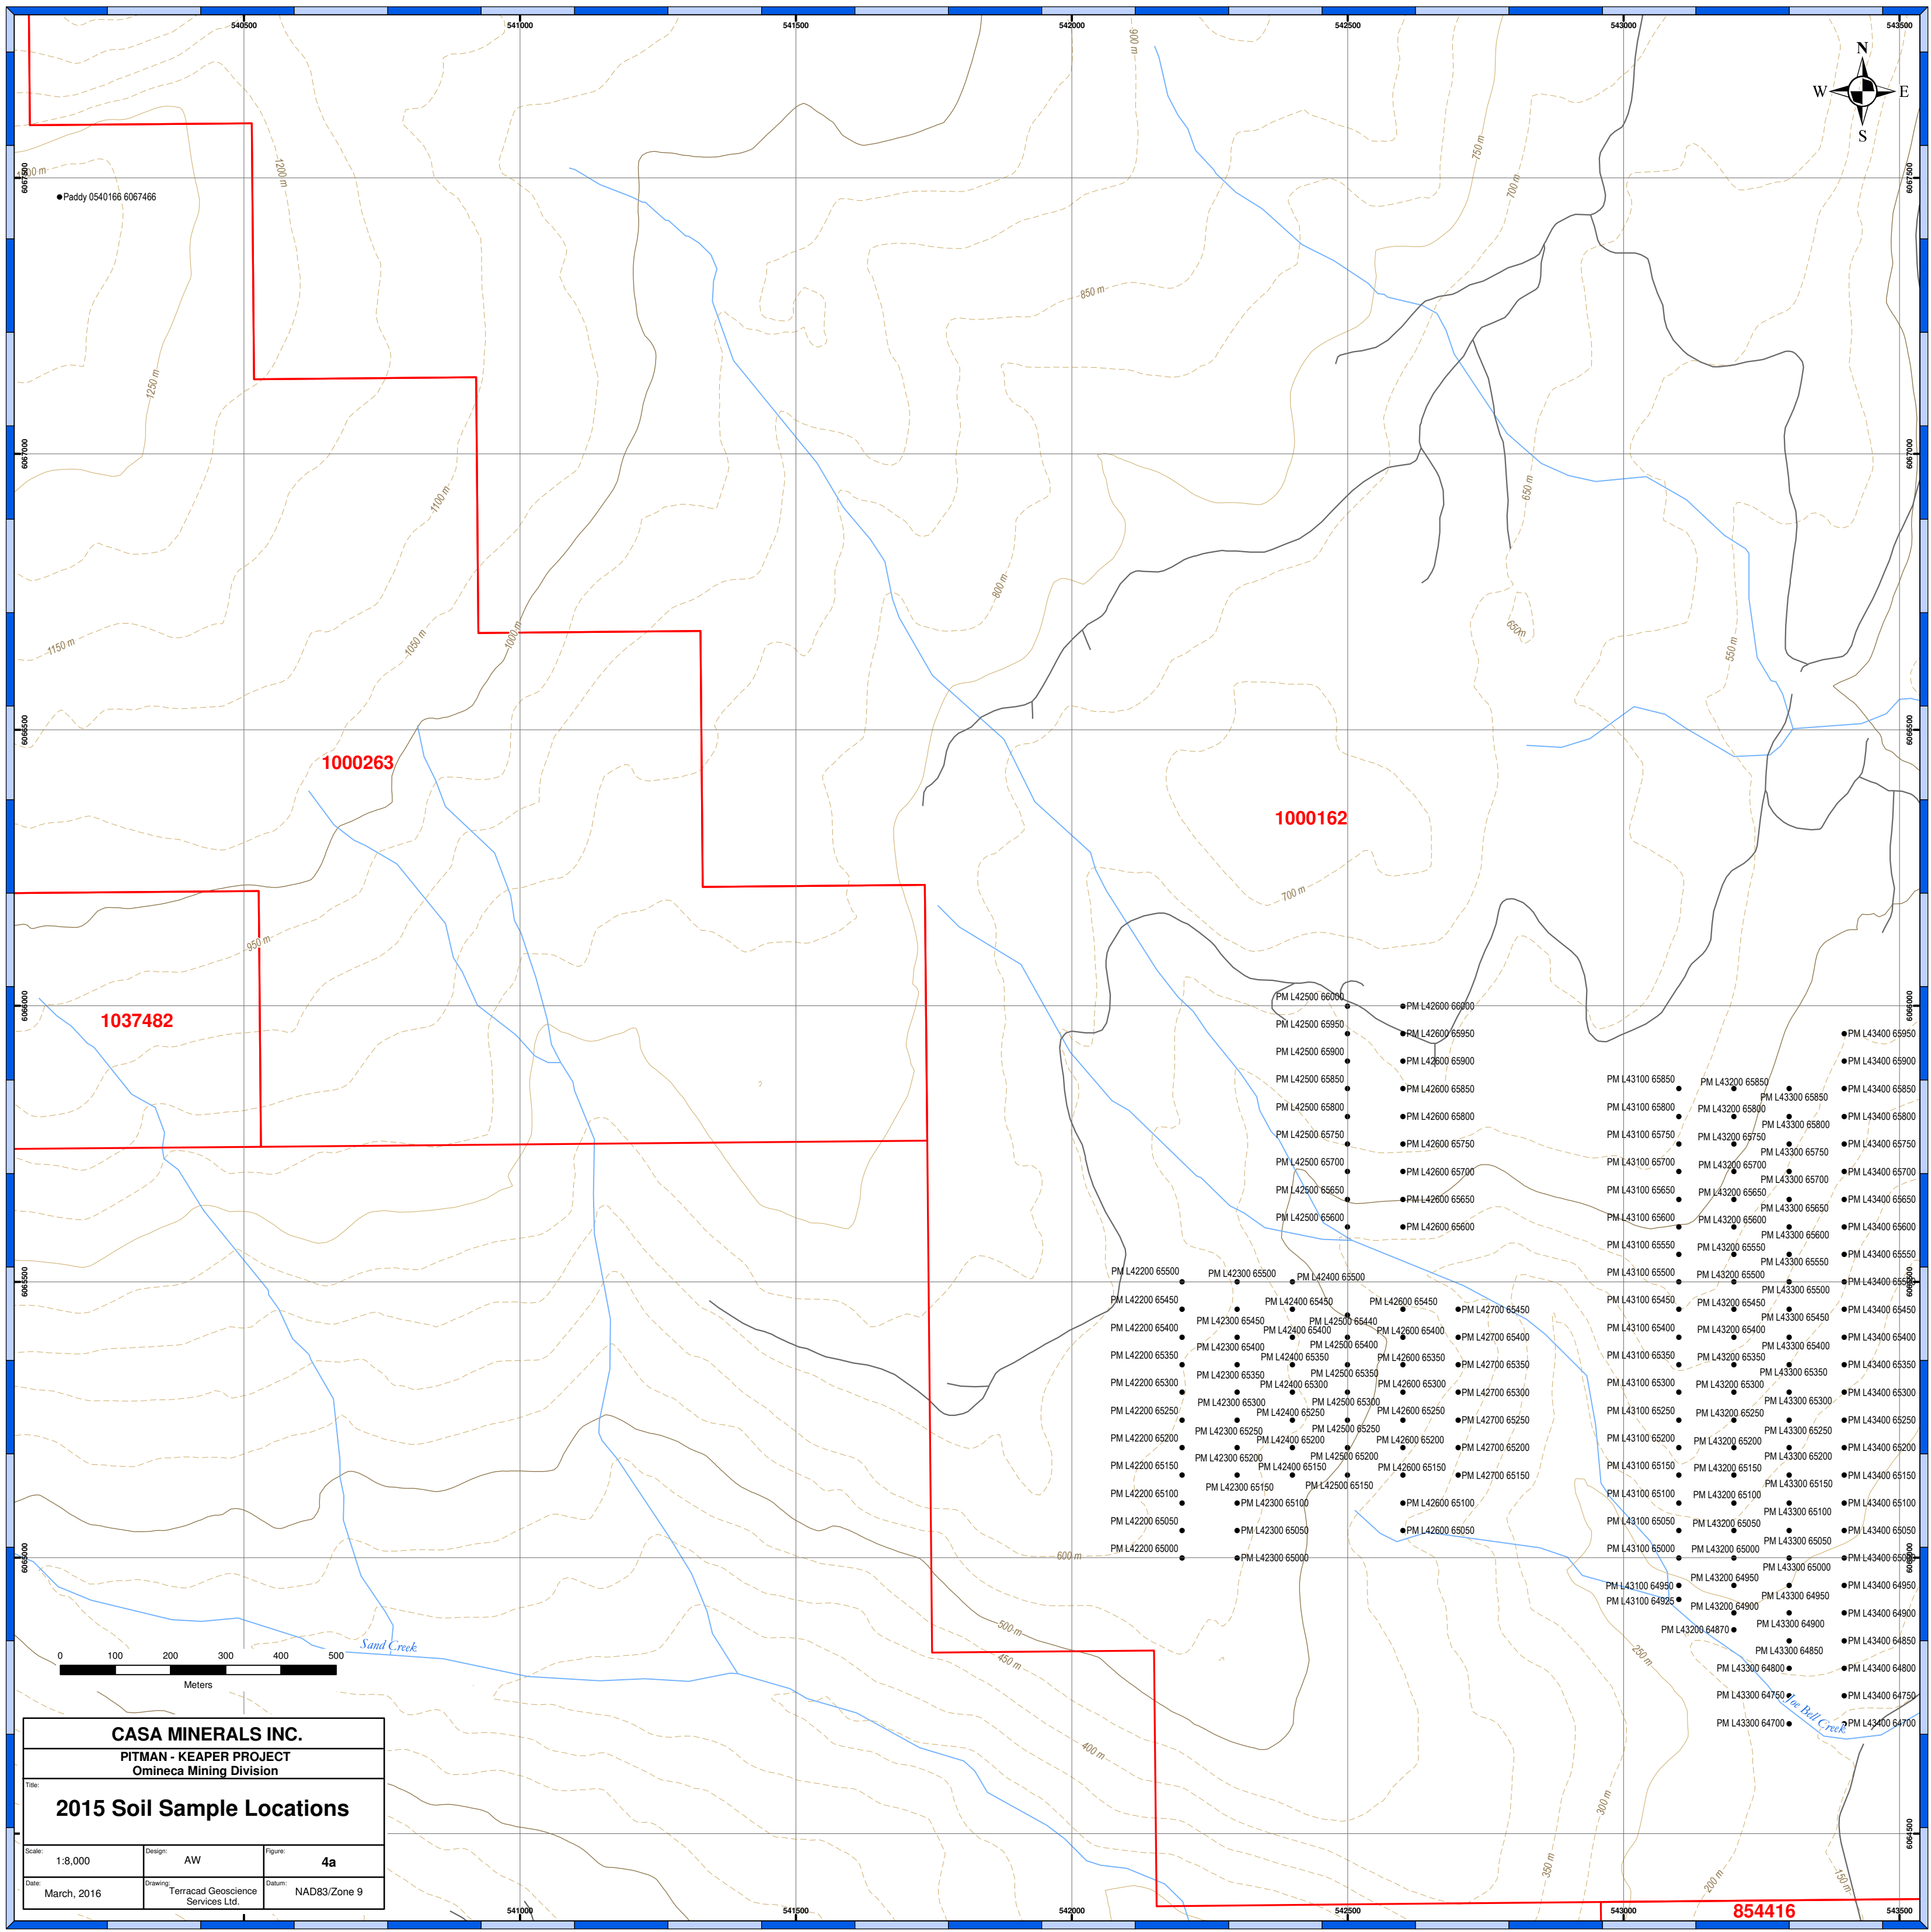 540500 541000 541500 542000 542500 543000 543500
N
W E
S
6067500 6067500
6067000 6067000
6066500 6066500
6066000 6066000
6065500
6065000
6064500
900 m
750 m
700 m
1200 m
Paddy 0540166 6067466
850 m
1250 m
1100 m
650 m
800 m
1150 m
1050 m
1000 m
650m
550 m
1000263
1000162
700 m
950 m
1037482
PM L42500 66000
PM L42500 65950
PM L42500 65900
PM L42500 65850
PM L42500 65800
PM L42500 65750
PM L42500 65700
PM L42500 65650
PM L42500 65600
PM L42600 66000
PM L42600 65950
PM L42600 65900
PM L42600 65850
PM L42600 65800
PM L42600 65750
PM L42600 65700
PM L42600 65650
PM L42600 65600
PM L42200 65500
PM L42200 65450
PM L42200 65400
PM L42200 65350
PM L42200 65300
PM L42200 65250
PM L42200 65200
PM L42200 65150
PM L42200 65100
PM L42200 65050
PM L42200 65000
PM L42300 65500
PM L42300 65450
PM L42300 65400
PM L42300 65350
PM L42300 65300
PM L42300 65250
PM L42300 65200
PM L42300 65150
PM L42300 65100
PM L42300 65050
PM L42300 65000
PM L42400 65500
PM L42400 65450
PM L42400 65400
PM L42400 65350
PM L42400 65300
PM L42400 65250
PM L42400 65200
PM L42400 65150
PM L42500 65440
PM L42500 65400
PM L42500 65350
PM L42500 65300
PM L42500 65250
PM L42500 65200
PM L42500 65150
PM L42600 65450
PM L42600 65400
PM L42600 65350
PM L42600 65300
PM L42600 65250
PM L42600 65200
PM L42600 65150
PM L42600 65100
PM L42600 65050
PM L42700 65450
PM L42700 65400
PM L42700 65350
PM L42700 65300
PM L42700 65250
PM L42700 65200
PM L42700 65150
PM L43100 65850
PM L43100 65800
PM L43100 65750
PM L43100 65700
PM L43100 65650
PM L43100 65600
PM L43100 65550
PM L43100 65500
PM L43100 65450
PM L43100 65400
PM L43100 65350
PM L43100 65300
PM L43100 65250
PM L43100 65200
PM L43100 65150
PM L43100 65100
PM L43100 65050
PM L43100 65000
PM L43100 64950
PM L43100 64925
PM L43200 65850
PM L43200 65800
PM L43200 65750
PM L43200 65700
PM L43200 65650
PM L43200 65600
PM L43200 65550
PM L43200 65500
PM L43200 65450
PM L43200 65400
PM L43200 65350
PM L43200 65300
PM L43200 65250
PM L43200 65200
PM L43200 65150
PM L43200 65100
PM L43200 65050
PM L43200 65000
PM L43200 64950
PM L43200 64900
PM L43200 64870
PM L43300 65850
PM L43300 65800
PM L43300 65750
PM L43300 65700
PM L43300 65650
PM L43300 65600
PM L43300 65550
PM L43300 65500
PM L43300 65450
PM L43300 65400
PM L43300 65350
PM L43300 65300
PM L43300 65250
PM L43300 65200
PM L43300 65150
PM L43300 65100
PM L43300 65050
PM L43300 65000
PM L43300 64950
PM L43300 64900
PM L43300 64850
PM L43300 64800
PM L43300 64750
PM L43300 64700
PM L43400 65950
PM L43400 65900
PM L43400 65850
PM L43400 65800
PM L43400 65750
PM L43400 65700
PM L43400 65650
PM L43400 65600
PM L43400 65550
PM L43400 65500
PM L43400 65450
PM L43400 65400
PM L43400 65350
PM L43400 65300
PM L43400 65250
PM L43400 65200
PM L43400 65150
PM L43400 65100
PM L43400 65050
PM L43400 65000
PM L43400 64950
PM L43400 64900
PM L43400 64850
PM L43400 64800
PM L43400 64750
PM L43400 64700
600 m
500 m
450 m
400 m
350 m
300 m
250 m
200 m
150 m
Sand Creek
Joe Bell Creek
0 100 200 300 400 500
Meters
CASA MINERALS INC.
PITMAN - KEAPER PROJECT
Omineca Mining Division
Title:
2015 Soil Sample Locations
Scale: 1:8,000 Design: AW Figure: 4a
Date: March, 2016 Drawing: Terracad Geoscience Services Ltd. Datum: NAD83/Zone 9
854416
541000 541500 542000 542500 543000 543500